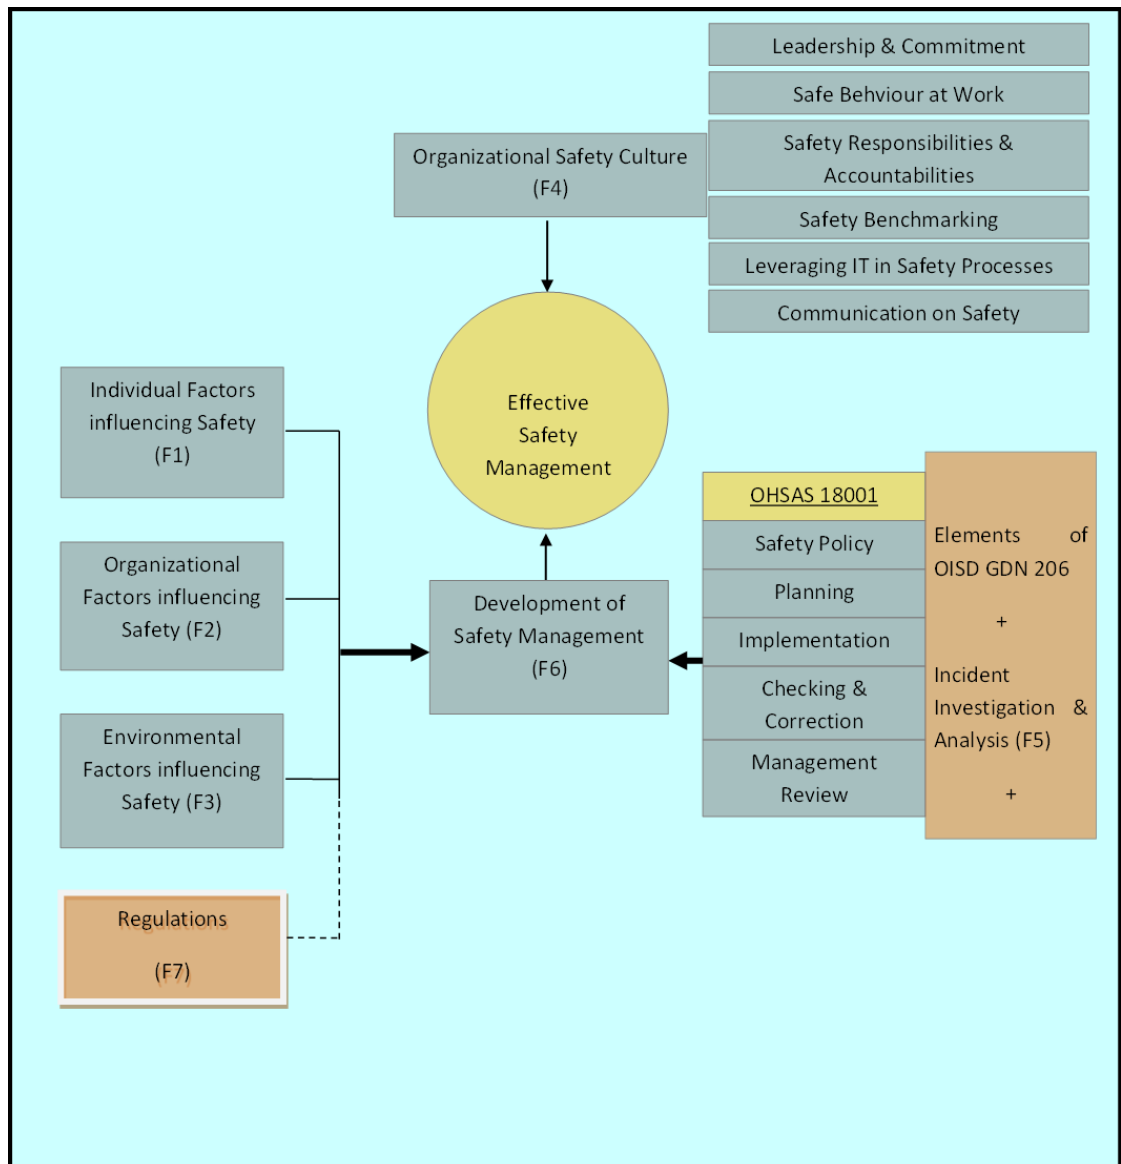 Leadership & Commitment
Safe Behviour at Work
Safety Responsibilities &
Accountabilities
Safety Benchmarking
Leveraging IT in Safety Processes
Communication on Safety
Organizational Safety Culture
(F4)
Effective
Safety
Management
Individual Factors
influencing Safety
(F1)
Organizational
Factors influencing
Safety (F2)
Environmental
Factors influencing
Safety (F3)
Regulations
(F7)
Development of
Safety Management
(F6)
OHSAS 18001
Safety Policy
Planning
Implementation
Checking &
Correction
Management
Review
Elements of
OISD GDN 206
+
Incident
Investigation &
Analysis (F5)
+